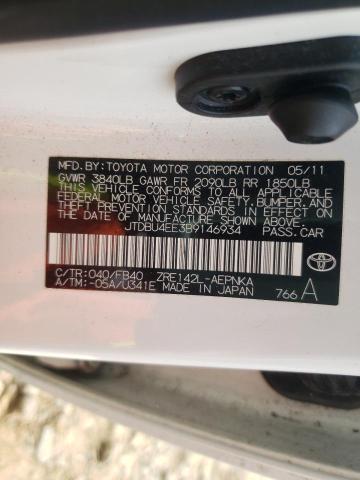 MFD.BY:TOYOTA MOTOR CORPORATION 05/11
GVWR 3840LB GAWR FR 2090LB RR 1850LB
THIS VEHICLE CONFORMS TO ALL APPLICABLE
FEDERAL MOTOR VEHICLE SAFETY,BUMPER,AND
THEFT PREVENTION STANDARDS IN EFFECT ON
THE DATE OF MANUFACTURE SHOWN ABOVE.
JTDBU4EE3B9146934 PASS.CAR
C/TR:040/FB40 ZRE142L-AEPNKA
A/TM:-05A/U341E MADE IN JAPAN
766 A
TOYOTA